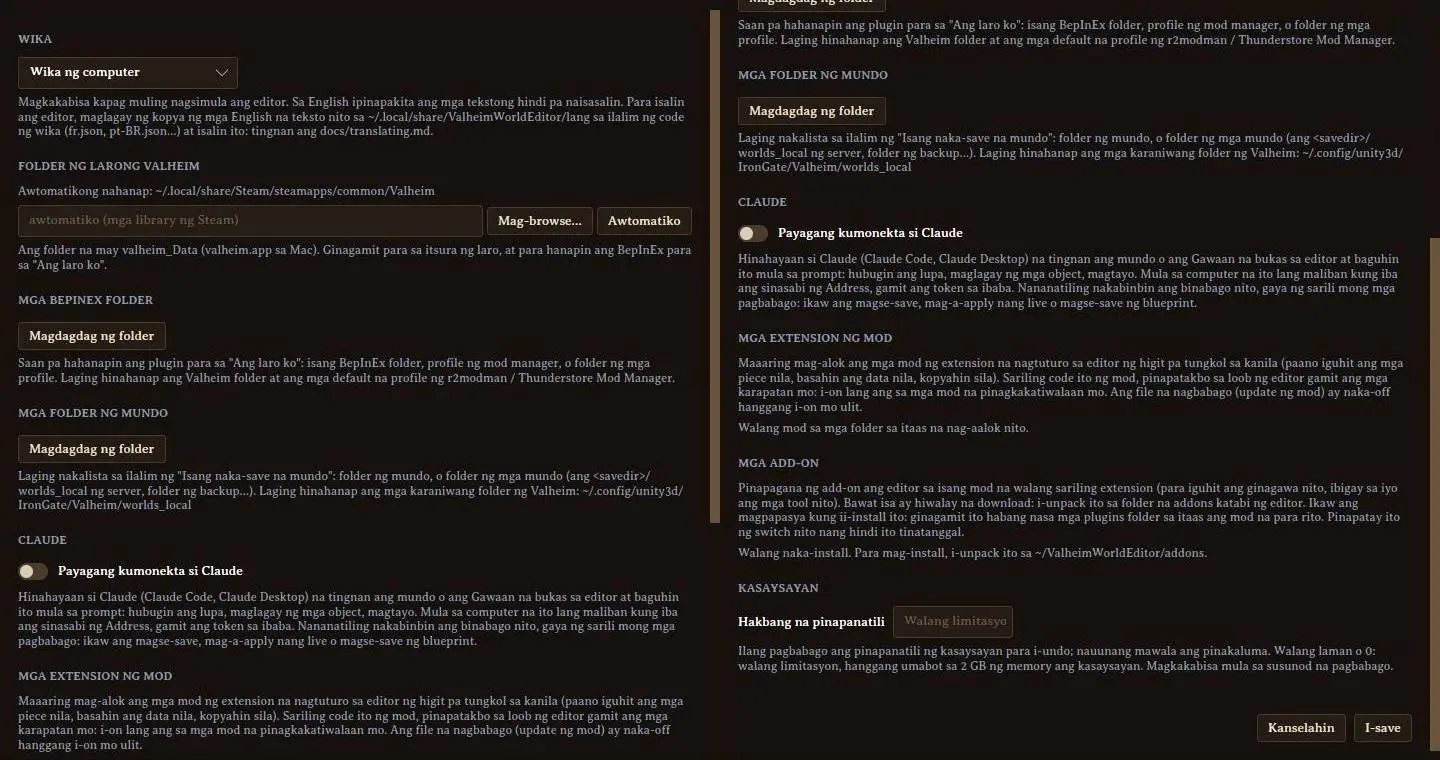 WIKA
Wika ng computer
Magkakabisa kapag muling nagsimula ang editor. Sa English ipinapakita ang mga tekstong hindi pa naisasalin. Para isalin
ang editor, maglagay ng kopya ng mga English na teksto nito sa ~/.local/share/ValheimWorldEditor/lang sa ilalim ng code
ng wika (fr.json, pt-BR.json...) at isalin ito: tingnan ang docs/translating.md.
FOLDER NG LARONG VALHEIM
Awtomatikong nahanap: ~/.local/share/Steam/steamapps/common/Valheim
awtomatiko (mga library ng Steam)
Mag-browse...
Awtomatiko
Ang folder na may valheim_Data (valheim.app sa Mac). Ginagamit para sa itsura ng laro, at para hanapin ang BepInEx para
sa "Ang laro ko".
MGA BEPINEX FOLDER
Magdagdag ng folder
Saan pa hahanapin ang plugin para sa "Ang laro ko": isang BepInEx folder, profile ng mod manager, o folder ng mga
profile. Laging hinahanap ang Valheim folder at ang mga default na profile ng r2modman / Thunderstore Mod Manager.
MGA FOLDER NG MUNDO
Magdagdag ng folder
Laging nakalista sa ilalim ng "Isang naka-save na mundo": folder ng mundo, o folder ng mga mundo (ang <savedir>/
worlds_local ng server, folder ng backup...). Laging hinahanap ang mga karaniwang folder ng Valheim: ~/.config/unity3d/
IronGate/Valheim/worlds_local
CLAUDE
Payagang kumonekta si Claude
Hinahayaan si Claude (Claude Code, Claude Desktop) na tingnan ang mundo o ang Gawaan na bukas sa editor at baguhin
ito mula sa prompt: hubugin ang lupa, maglagay ng mga object, magtayo. Mula sa computer na ito lang maliban kung iba
ang sinasabi ng Address, gamit ang token sa ibaba. Nananatiling nakabinbin ang binabago nito, gaya ng sarili mong mga
pagbabago: ikaw ang magse-save, mag-a-apply nang live o magse-save ng blueprint.
MGA EXTENSION NG MOD
Maaaring mag-alok ang mga mod ng extension na nagtuturo sa editor ng higit pa tungkol sa kanila (paano iguhit ang mga
piece nila, basahin ang data nila, kopyahin sila). Sariling code ito ng mod, pinapatakbo sa loob ng editor gamit ang mga
karapatan mo: i-on lang ang sa mga mod na pinagkakatiwalaan mo. Ang file na nagbabago (update ng mod) ay naka-off
hanggang i-on mo ulit.
Magdagdag ng folder
Saan pa hahanapin ang plugin para sa "Ang laro ko": isang BepInEx folder, profile ng mod manager, o folder ng mga
profile. Laging hinahanap ang Valheim folder at ang mga default na profile ng r2modman / Thunderstore Mod Manager.
MGA FOLDER NG MUNDO
Magdagdag ng folder
Laging nakalista sa ilalim ng "Isang naka-save na mundo": folder ng mundo, o folder ng mga mundo (ang <savedir>/
worlds_local ng server, folder ng backup...). Laging hinahanap ang mga karaniwang folder ng Valheim: ~/.config/unity3d/
IronGate/Valheim/worlds_local
CLAUDE
Payagang kumonekta si Claude
Hinahayaan si Claude (Claude Code, Claude Desktop) na tingnan ang mundo o ang Gawaan na bukas sa editor at baguhin
ito mula sa prompt: hubugin ang lupa, maglagay ng mga object, magtayo. Mula sa computer na ito lang maliban kung iba
ang sinasabi ng Address, gamit ang token sa ibaba. Nananatiling nakabinbin ang binabago nito, gaya ng sarili mong mga
pagbabago: ikaw ang magse-save, mag-a-apply nang live o magse-save ng blueprint.
MGA EXTENSION NG MOD
Maaaring mag-alok ang mga mod ng extension na nagtuturo sa editor ng higit pa tungkol sa kanila (paano iguhit ang mga
piece nila, basahin ang data nila, kopyahin sila). Sariling code ito ng mod, pinapatakbo sa loob ng editor gamit ang mga
karapatan mo: i-on lang ang sa mga mod na pinagkakatiwalaan mo. Ang file na nagbabago (update ng mod) ay naka-off
hanggang i-on mo ulit.
Walang mod sa mga folder sa itaas na nag-aalok nito.
MGA ADD-ON
Pinapagana ng add-on ang editor sa isang mod na walang sariling extension (para iguhit ang ginagawa nito, ibigay sa iyo
ang mga tool nito). Bawat isa ay hiwalay na download: i-unpack ito sa folder na addons katabi ng editor. Ikaw ang
magpapasya kung ii-install ito: ginagamit ito habang nasa mga plugins folder sa itaas ang mod na para rito. Pinapatay ito
ng switch nito nang hindi ito tinatanggal.
Walang naka-install. Para mag-install, i-unpack ito sa ~/ValheimWorldEditor/addons.
KASAYSAYAN
Hakbang na pinapanatili
Walang limitasyo
Ilang pagbabago ang pinapanatili ng kasaysayan para i-undo; naunang mawala ang pinakaluma. Walang laman o 0:
walang limitasyon, hanggang umabot sa 2 GB ng memory ang kasaysayan. Magkakabisa mula sa susunod na pagbabago.
Kanselahin
I-save